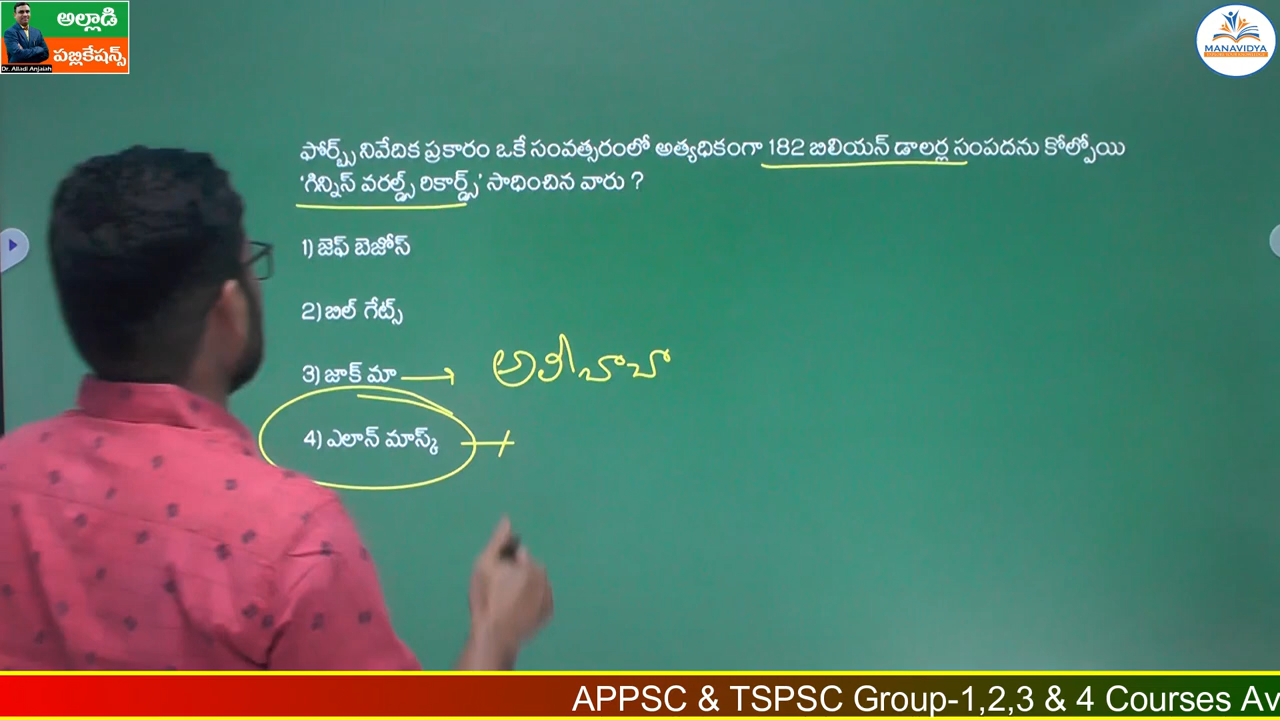 అల్లాడి
పబ్లికేషన్స్
Dr. Alladi Anjaiah
MANAVIDYA
ఫోర్బ్స్ నివేదిక ప్రకారం ఒకే సంవత్సరంలో అత్యధికంగా 182 బిలియన్ డాలర్ల సంపదను కోల్పోయి
‘గిన్నిస్ వరల్డ్స్ రికార్డ్స్’ సాధించిన వారు ?
1) జెఫ్ బెజోస్
2) బిల్ గేట్స్
3) జాక్ మా → అలీబాబా
4) ఎలాన్ మాస్క్
APPSC & TSPSC Group-1,2,3 & 4 Courses Av